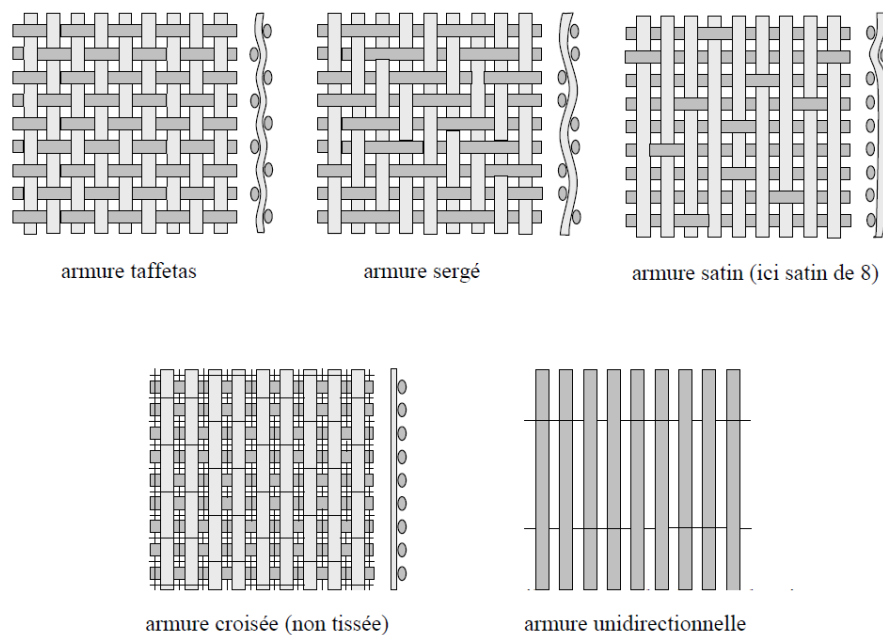 armure taffetas
armure sergé
armure satin (ici satin de 8)
armure croisée (non tissée)
armure unidirectionnelle